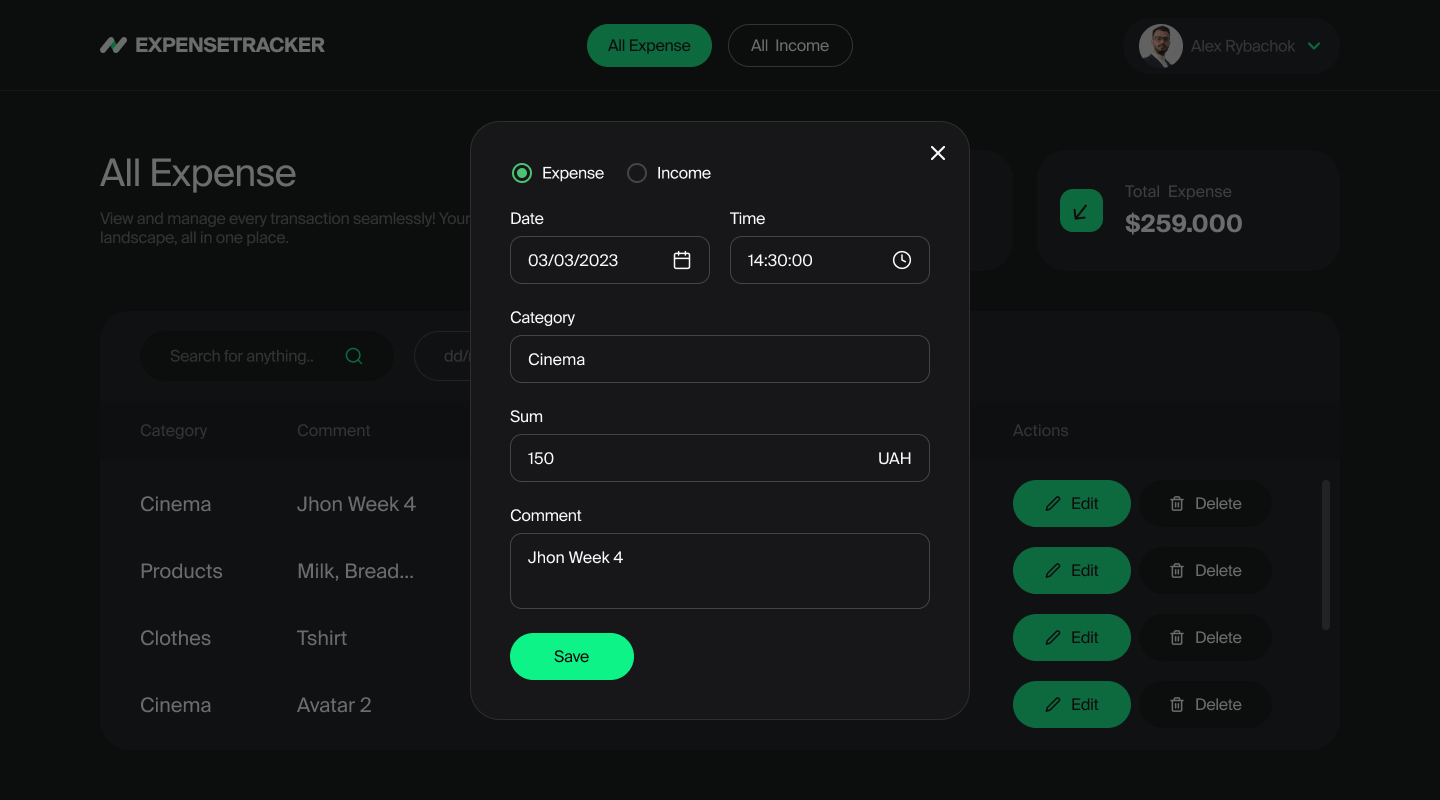 EXPENSETRACKER
All Expense
All Income
Alex Rybachok
All Expense
View and manage every transaction seamlessly! Your
landscape, all in one place.
Total Expense
$259.000
Expense
Income
Date
Time
03/03/2023
14:30:00
Category
Cinema
Sum
150
UAH
Comment
Jhon Week 4
Save
Search for anything..
Category
Comment
Actions
Cinema
Jhon Week 4
Edit
Delete
Products
Milk, Bread...
Edit
Delete
Clothes
Tshirt
Edit
Delete
Cinema
Avatar 2
Edit
Delete